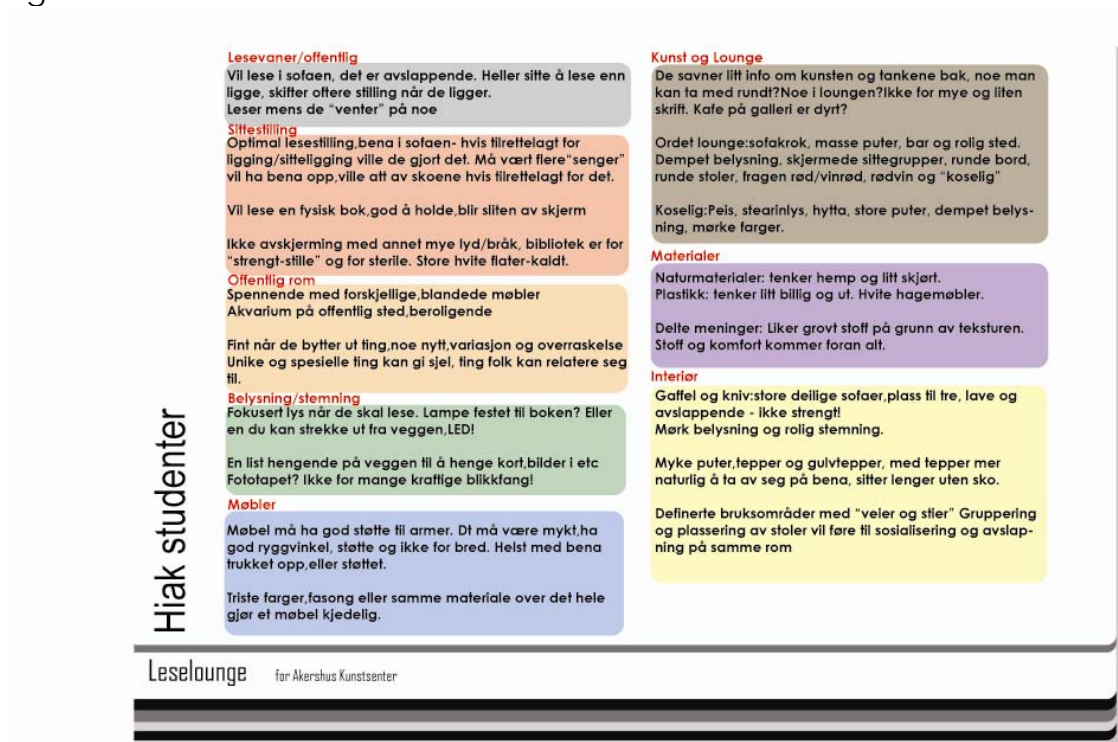 Hiak studenter
Lesevaner/offentlig
Vil lese i sofaen, det er avslappende. Heller sitte å lese enn
ligge, skifter oftere stilling når de ligger.
Leser mens de “venter” på noe
Sittestilling
Optimal lesestilling,bena i sofaen- hvis tilrettelagt for
ligging/sitteligging ville de gjort det. Må vært flere“senger”
vil ha bena opp,ville att av skoene hvis tilrettelagt for det.
Vil lese en fysisk bok,god å holde,blir sliten av skjerm
Ikke avskjerming med annet mye lyd/bråk, bibliotek er for
“strengt-stille” og for sterile. Store hvite flater-kaldt.
Offentlig rom
Spennende med forskjellige,blandede møbler
Akvarium på offentlig sted,beroligende
Fint når de bytter ut ting,noe nytt,variasjon og overraskelse
Unike og spesielle ting kan gi sjel, ting folk kan relatere seg
til.
Belysning/stemning
Fokusert lys når de skal lese. Lampe festet til boken? Eller
en du kan strekke ut fra veggen,LED!
En list hengende på veggen til å henge kort,bilder i etc
Fototapet? Ikke for mange kraftige blikkfang!
Møbler
Møbel må ha god støtte til armer. Dt må være mykt,ha
god ryggvinkel, støtte og ikke for bred. Helst med bena
trukket opp,eller støttet.
Triste farger,fasong eller samme materiale over det hele
gjør et møbel kjedelig.
Kunst og Lounge
De savner litt info om kunsten og tankene bak, noe man
kan ta med rundt?Noe i loungen?Ikke for mye og liten
skrift. Kafe på galleri er dyrt?
Ordet lounge:sofakrok, masse puter, bar og rolig sted.
Dempet belysning, skjermede sittegrupper, runde bord,
runde stoler, fragen rød/vinrød, rødvin og “koselig”
Koselig:Peis, stearinlys, hytta, store puter, dempet belys-
ning, mørke farger.
Materialer
Naturmaterialer: tenker hemp og litt skjørt.
Plastikk: tenker litt billig og ut. Hvite hagemøbler.
Delte meninger: Liker grovt stoff på grunn av teksturen.
Stoff og komfort kommer foran alt.
Interiør
Gaffel og kniv:store deilige sofaer,plass til tre, lave og
avslappende - ikke strengt!
Mørk belysning og rolig stemning.
Myke puter,tepper og gulvtepper, med tepper mer
naturlig å ta av seg på bena, sitter lenger uten sko.
Definerte bruksområder med “veier og stier” Gruppering
og plassering av stoler vil føre til sosialisering og avslap-
ning på samme rom
Leselounge for Akershus Kunstsenter